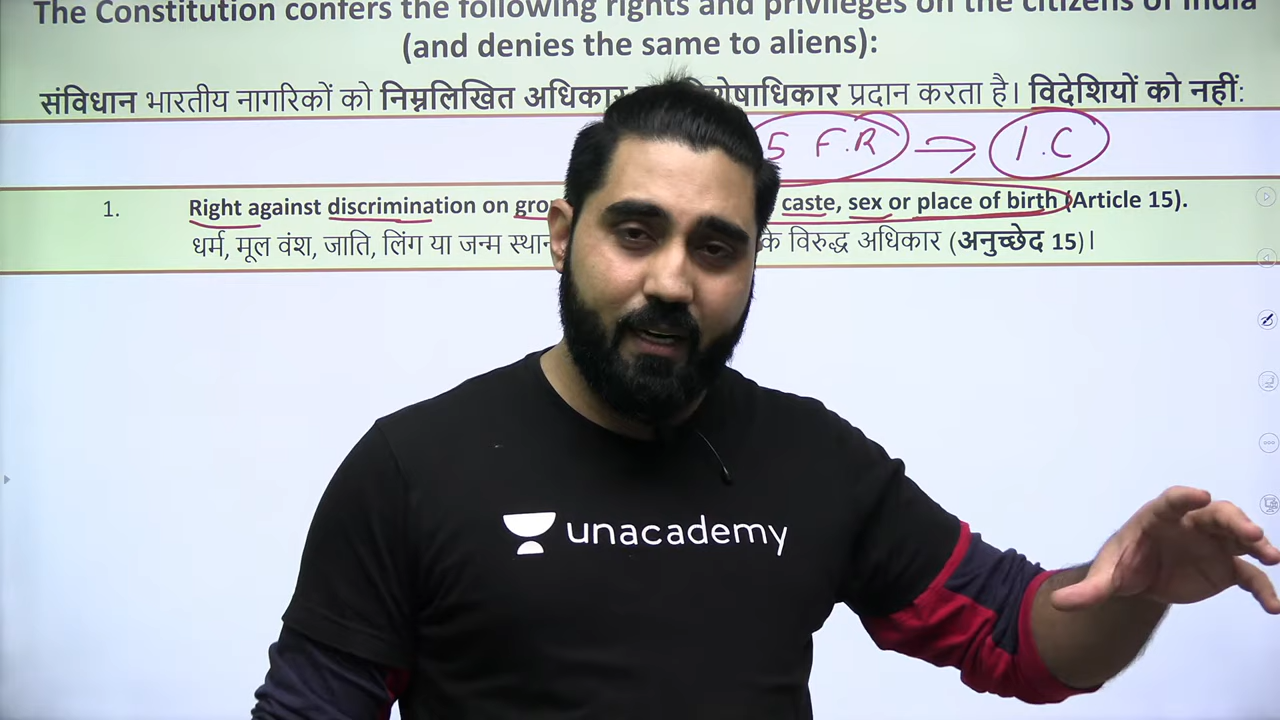 The Constitution confers the following rights and privileges on the citizens of India
(and denies the same to aliens):
संविधान भारतीय नागरिकों को निम्नलिखित अधिकार प्रदान करता है। विदेशियों को नहीं:
5 F.R → I.C
1. Right against discrimination on caste, sex or place of birth (Article 15).
धर्म, मूल वंश, जाति, लिंग या जन्म के विरुद्ध अधिकार (अनुच्छेद 15)।
unacademy